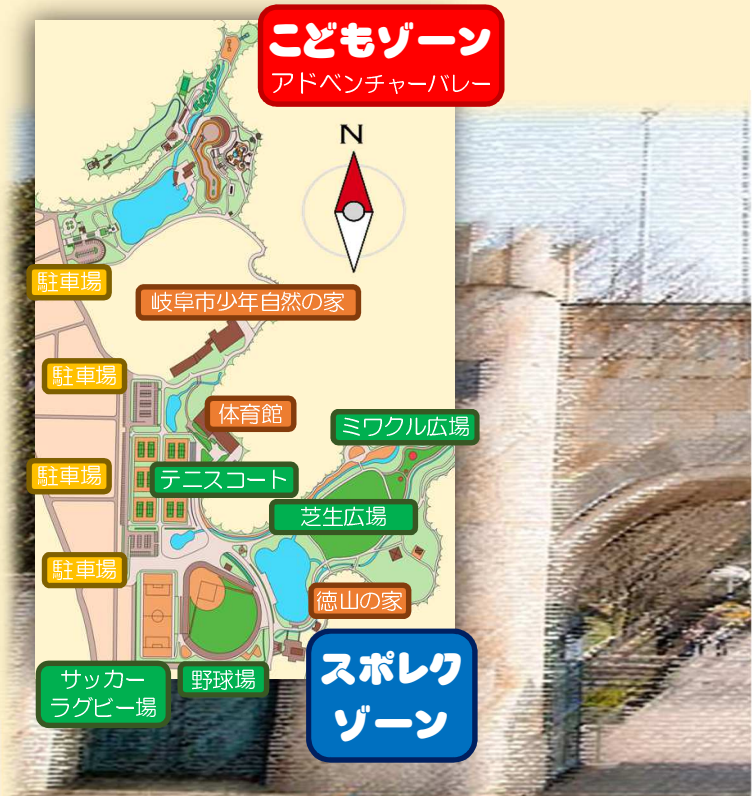 こどもゾーン
アドベンチャーバレー
N
駐車場
岐阜市少年自然の家
駐車場
体育館
ミワクル広場
駐車場
テニスコート
芝生広場
駐車場
徳山の家
サッカー
ラグビー場
野球場
スポレク
ゾーン